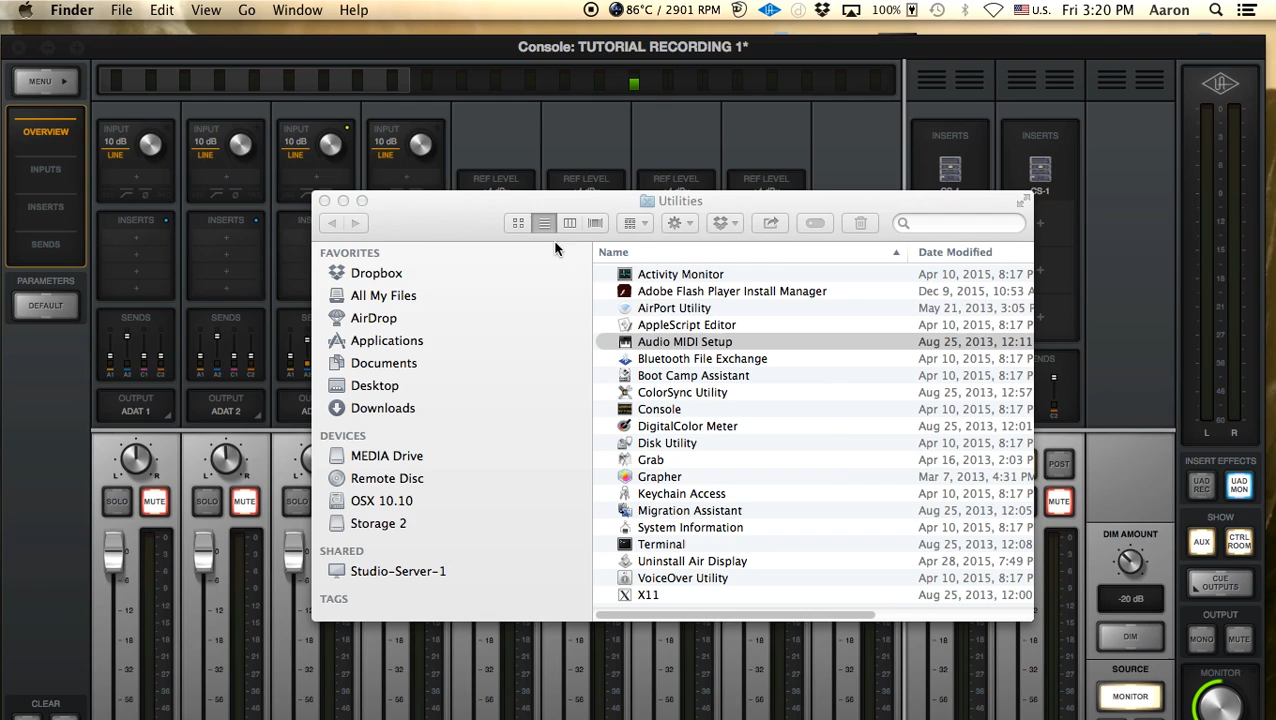 Finder File Edit View Go Window Help 86°C / 2901 RPM 100% U.S. Fri 3:20 PM Aaron
Console: TUTORIAL RECORDING 1*
MENU
OVERVIEW
INPUTS
INSERTS
SENDS
PARAMETERS
DEFAULT
CLEAR
INPUT INPUT INPUT INPUT
10 dB 10 dB 10 dB 10 dB
LINE LINE LINE LINE
REF LEVEL REF LEVEL REF LEVEL REF LEVEL
INSERTS INSERTS
INSERTS INSERTS
SENDS SENDS
A1 A2 C1 C2 A1 A2 C1 C2
OUTPUT OUTPUT
ADAT 1 ADAT 2
L R L R L
SOLO MUTE SOLO MUTE SOLO
Utilities
FAVORITES
Dropbox
All My Files
AirDrop
Applications
Documents
Desktop
Downloads
DEVICES
MEDIA Drive
Remote Disc
OSX 10.10
Storage 2
SHARED
Studio-Server-1
TAGS
Name Date Modified
Activity Monitor Apr 10, 2015, 8:17 P
Adobe Flash Player Install Manager Dec 9, 2015, 10:53 A
AirPort Utility May 21, 2013, 3:05
AppleScript Editor Apr 10, 2015, 8:17 P
Audio MIDI Setup Aug 25, 2013, 12:11
Bluetooth File Exchange Apr 10, 2015, 8:17 P
Boot Camp Assistant Apr 10, 2015, 8:17 P
ColorSync Utility Aug 25, 2013, 12:57
Console Apr 10, 2015, 8:17 P
DigitalColor Meter Aug 25, 2013, 12:01
Disk Utility Apr 10, 2015, 8:17 P
Grab Apr 16, 2013, 2:03 P
Grapher Mar 7, 2013, 4:31 P
Keychain Access Apr 10, 2015, 8:17 P
Migration Assistant Aug 25, 2013, 12:05
System Information Apr 10, 2015, 8:17 P
Terminal Aug 25, 2013, 12:08
Uninstall Air Display Apr 28, 2015, 7:49 P
VoiceOver Utility Apr 10, 2015, 8:17 P
X11 Aug 25, 2013, 12:00
C2
POST
MUTE
L R
INSERT EFFECTS
UAD REC UAD MON
SHOW
AUX CTRL ROOM
CUE OUTPUTS
OUTPUT
MONO MUTE
MONITOR
DIM AMOUNT
-20 dB
DIM
SOURCE
MONITOR